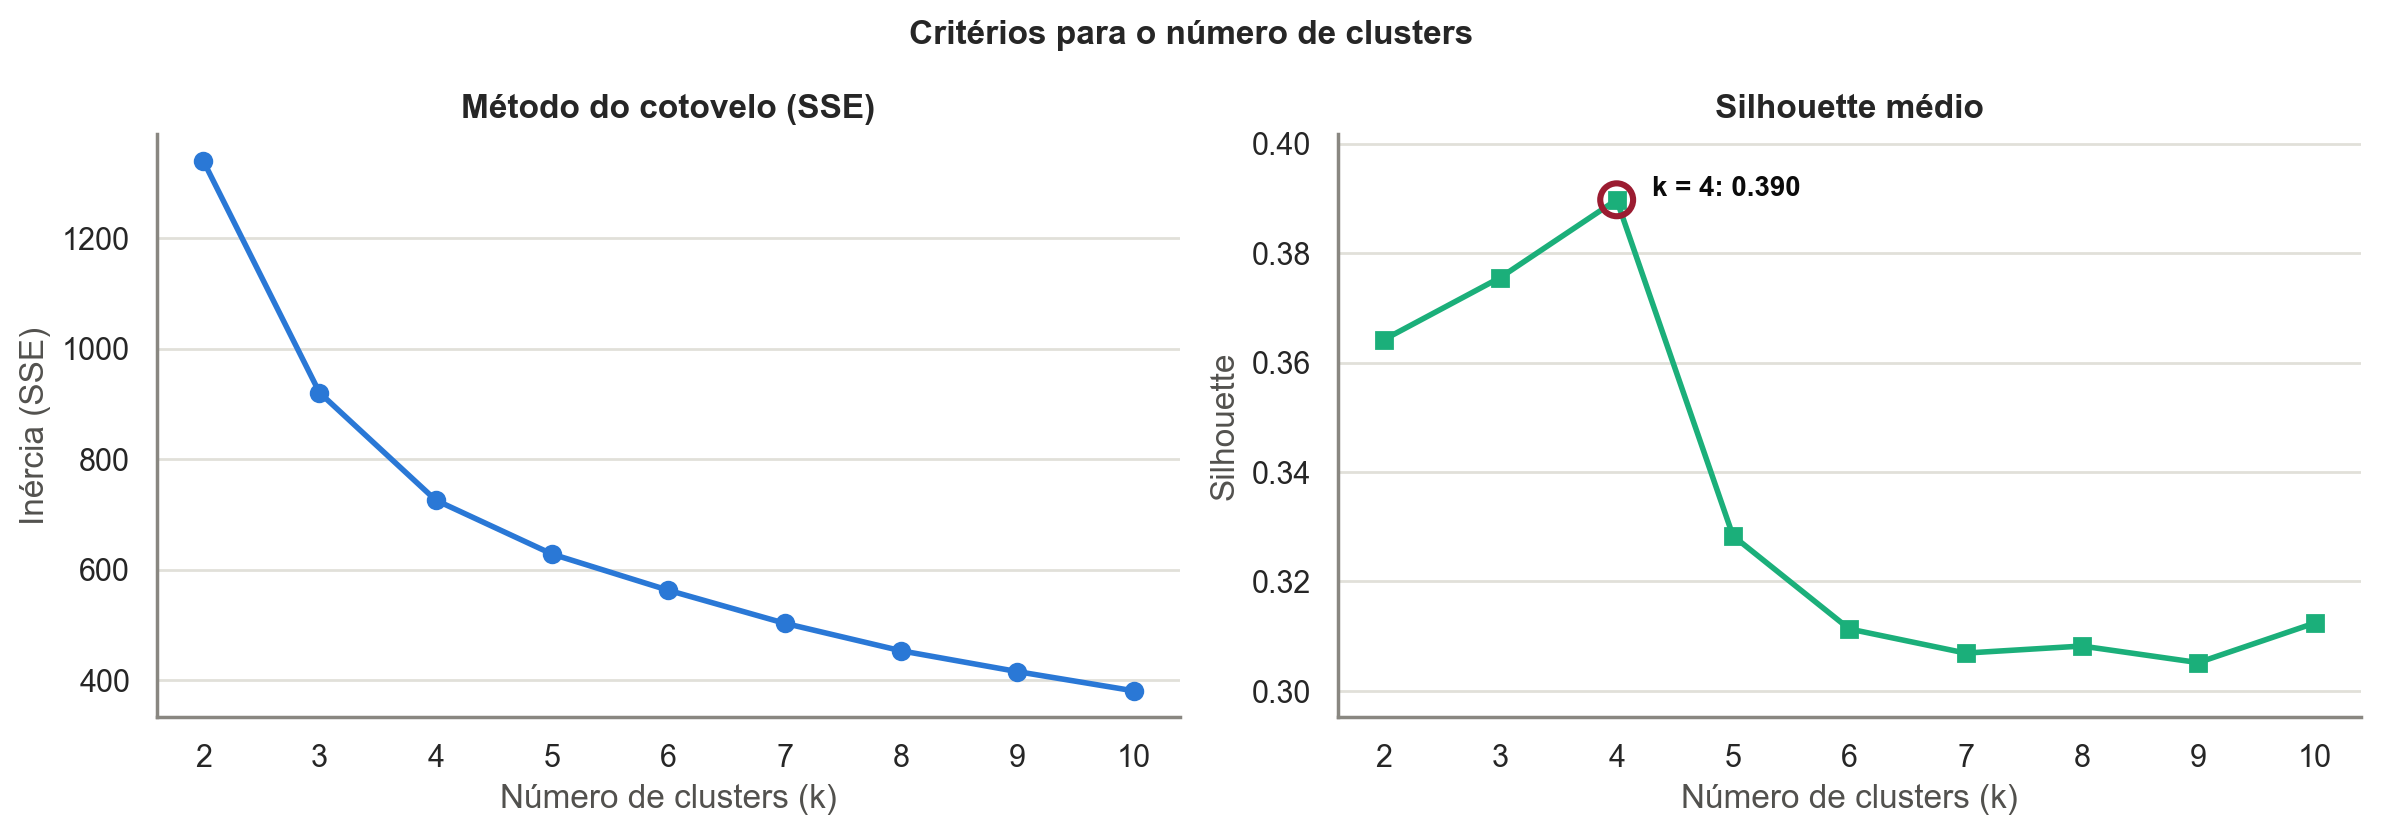 Critérios para o número de clusters
Método do cotovelo (SSE)
Inércia (SSE)
1200
1000
800
600
400
2 3 4 5 6 7 8 9 10
Número de clusters (k)
Silhouette médio
Silhouette
0.40
0.38
0.36
0.34
0.32
0.30
k = 4: 0.390
2 3 4 5 6 7 8 9 10
Número de clusters (k)